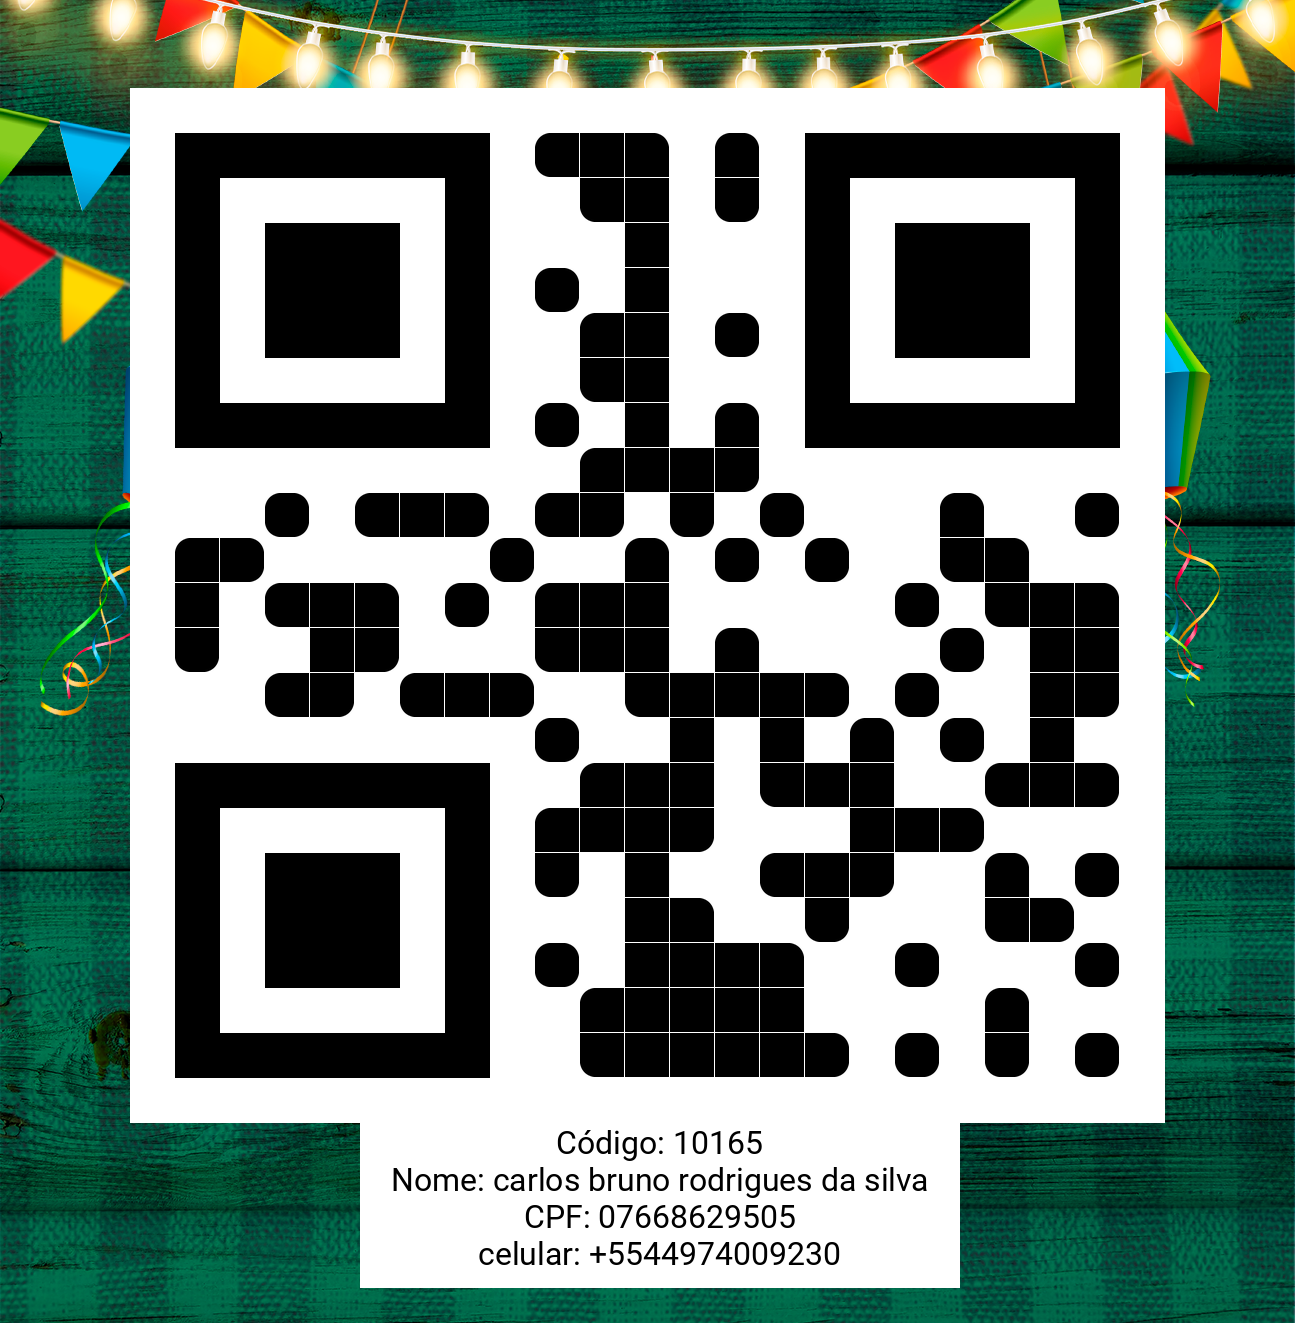 Código: 10165
Nome: carlos bruno rodrigues da silva
CPF: 07668629505
celular: +5544974009230